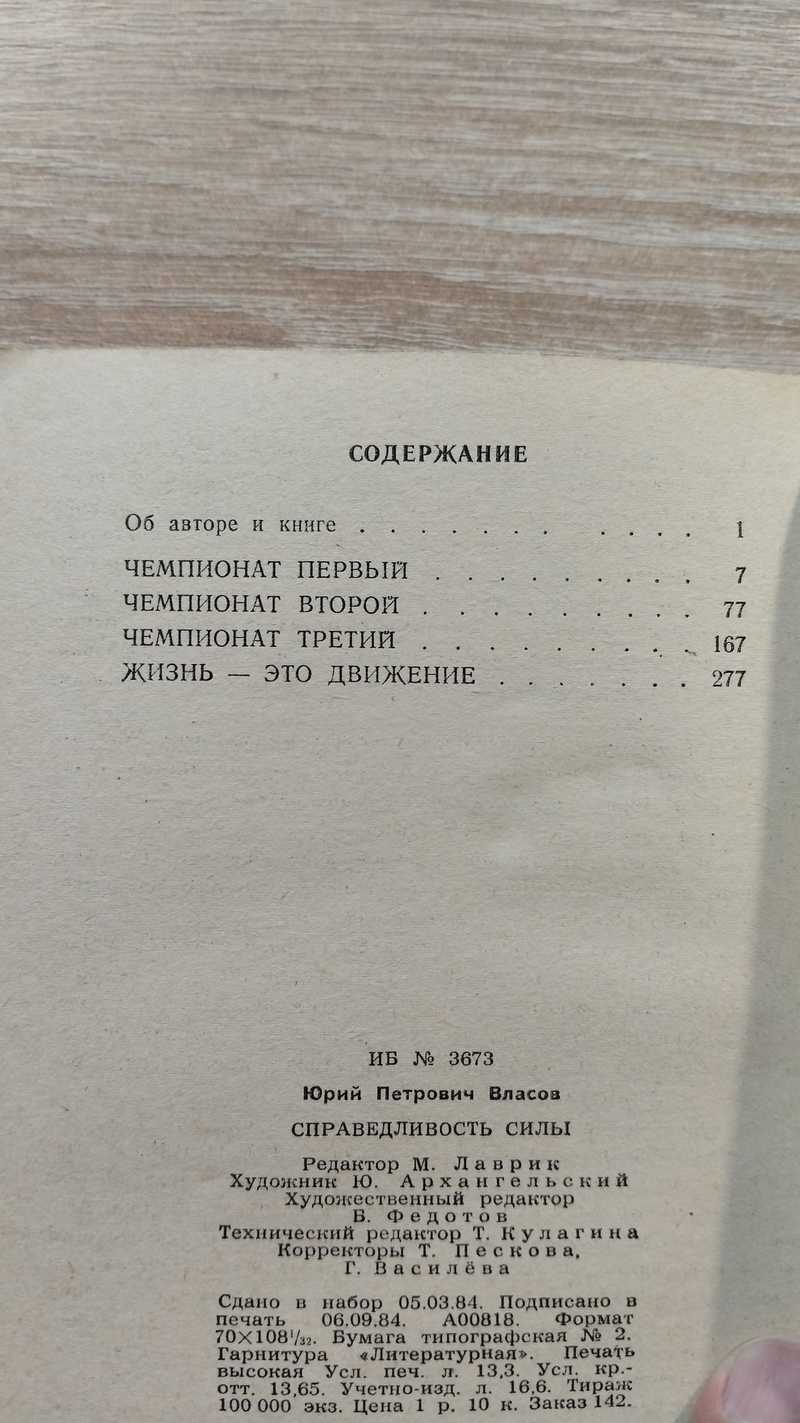 СОДЕРЖАНИЕ
Об авторе и книге . . . . . . . . . . . 1
ЧЕМПИОНАТ ПЕРВЫЙ . . . . . . . . . 7
ЧЕМПИОНАТ ВТОРОЙ . . . . . . . . . 77
ЧЕМПИОНАТ ТРЕТИЙ . . . . . . . . . 167
ЖИЗНЬ — ЭТО ДВИЖЕНИЕ . . . . . . . 277
ИБ № 3673
Юрий Петрович Власов
СПРАВЕДЛИВОСТЬ СИЛЫ
Редактор М. Лаврик
Художник Ю. Архангельский
Художественный редактор
В. Федотов
Технический редактор Т. Кулагина
Корректоры Т. Пескова,
Г. Василёва
Сдано в набор 05.03.84. Подписано в
печать 06.09.84. А00818. Формат
70×108¹/₃₂. Бумага типографская № 2.
Гарнитура «Литературная». Печать
высокая Усл. печ. л. 13,3. Усл. кр.-
отт. 13,65. Учетно-изд. л. 16,6. Тираж
100 000 экз. Цена 1 р. 10 к. Заказ 142.